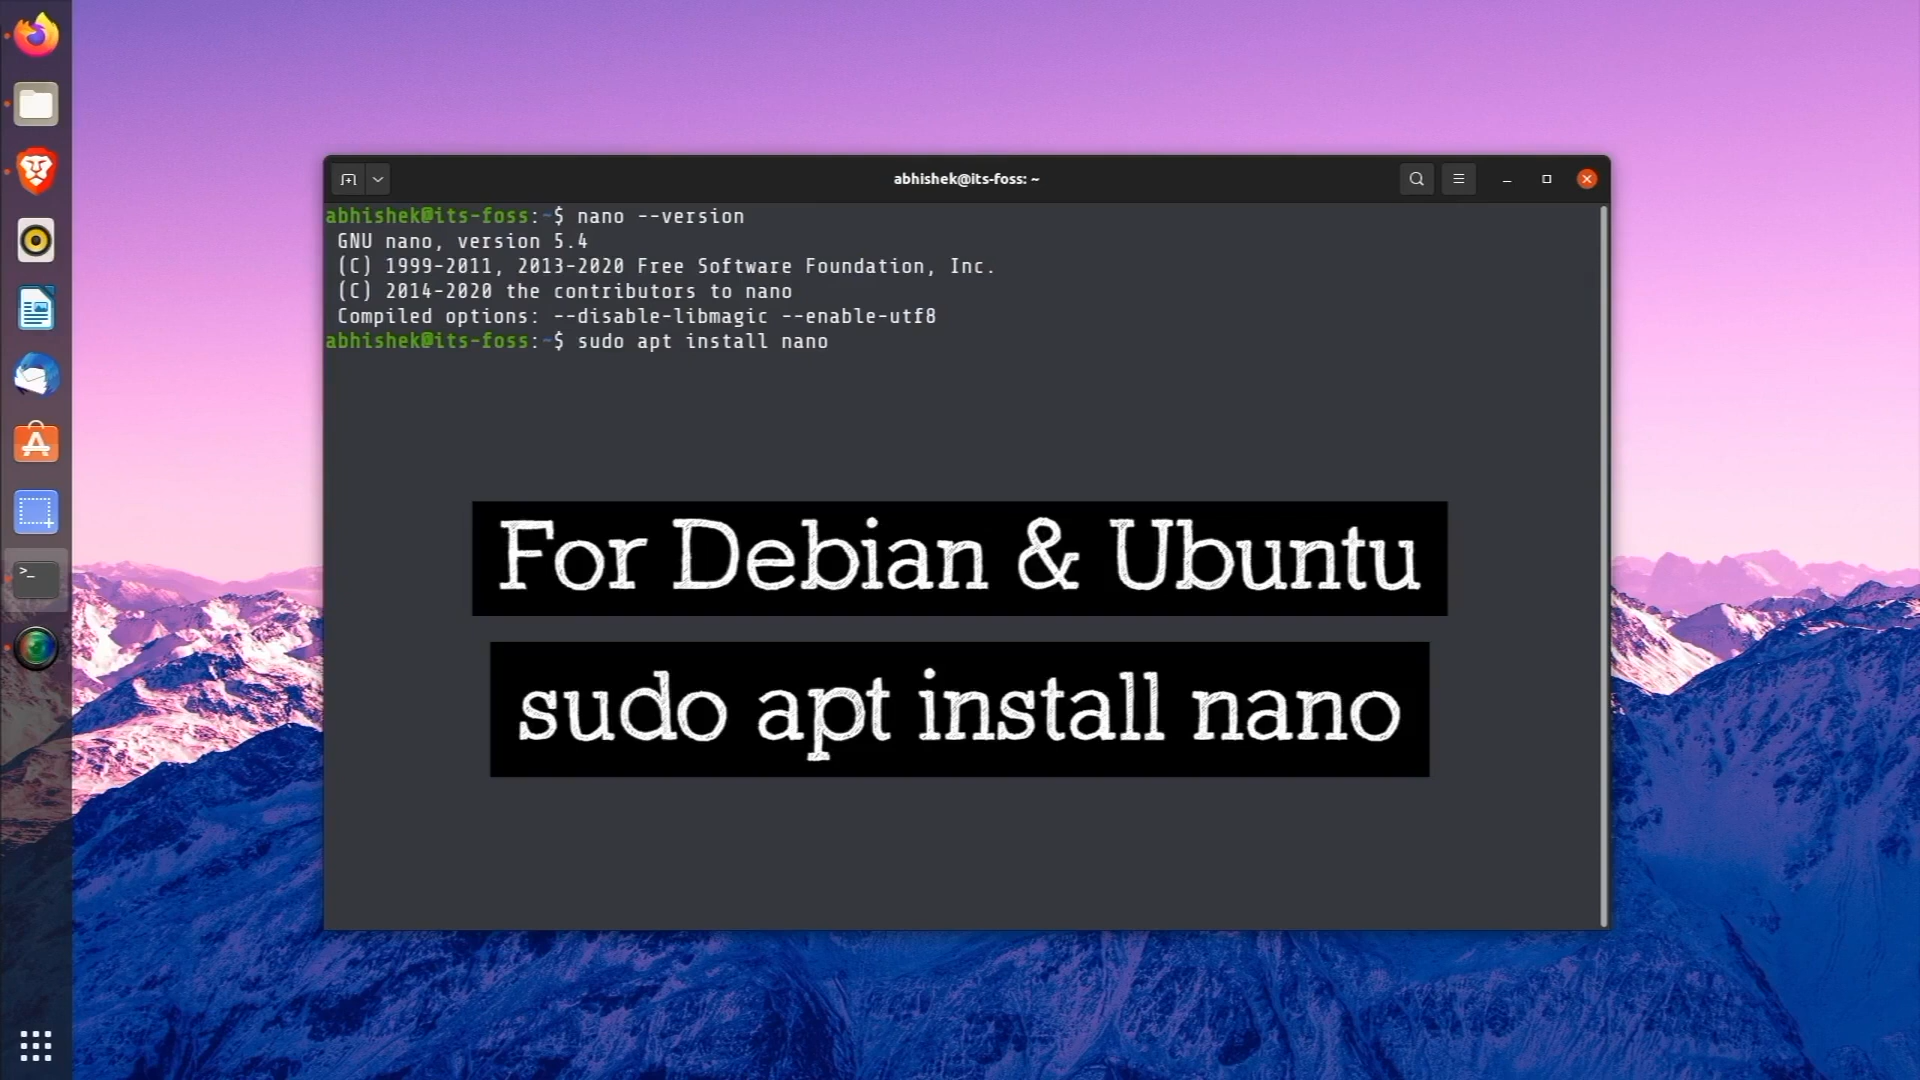 abhishek@its-foss: ~
abhishek@its-foss:~$ nano --version
GNU nano, version 5.4
(C) 1999-2011, 2013-2020 Free Software Foundation, Inc.
(C) 2014-2020 the contributors to nano
Compiled options: --disable-libmagic --enable-utf8
abhishek@its-foss:~$ sudo apt install nano
For Debian & Ubuntu
sudo apt install nano